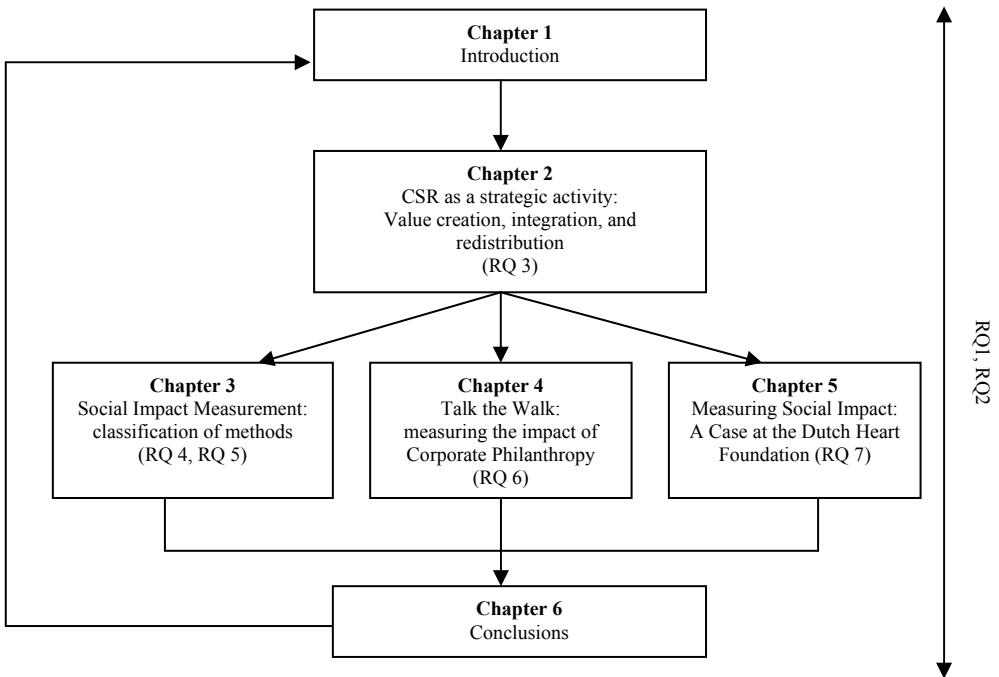 Chapter 1
Introduction
Chapter 2
CSR as a strategic activity:
Value creation, integration, and
redistribution
(RQ 3)
Chapter 3
Social Impact Measurement:
classification of methods
(RQ 4, RQ 5)
Chapter 4
Talk the Walk:
measuring the impact of
Corporate Philanthropy
(RQ 6)
Chapter 5
Measuring Social Impact:
A Case at the Dutch Heart
Foundation (RQ 7)
Chapter 6
Conclusions
RQ1, RQ2